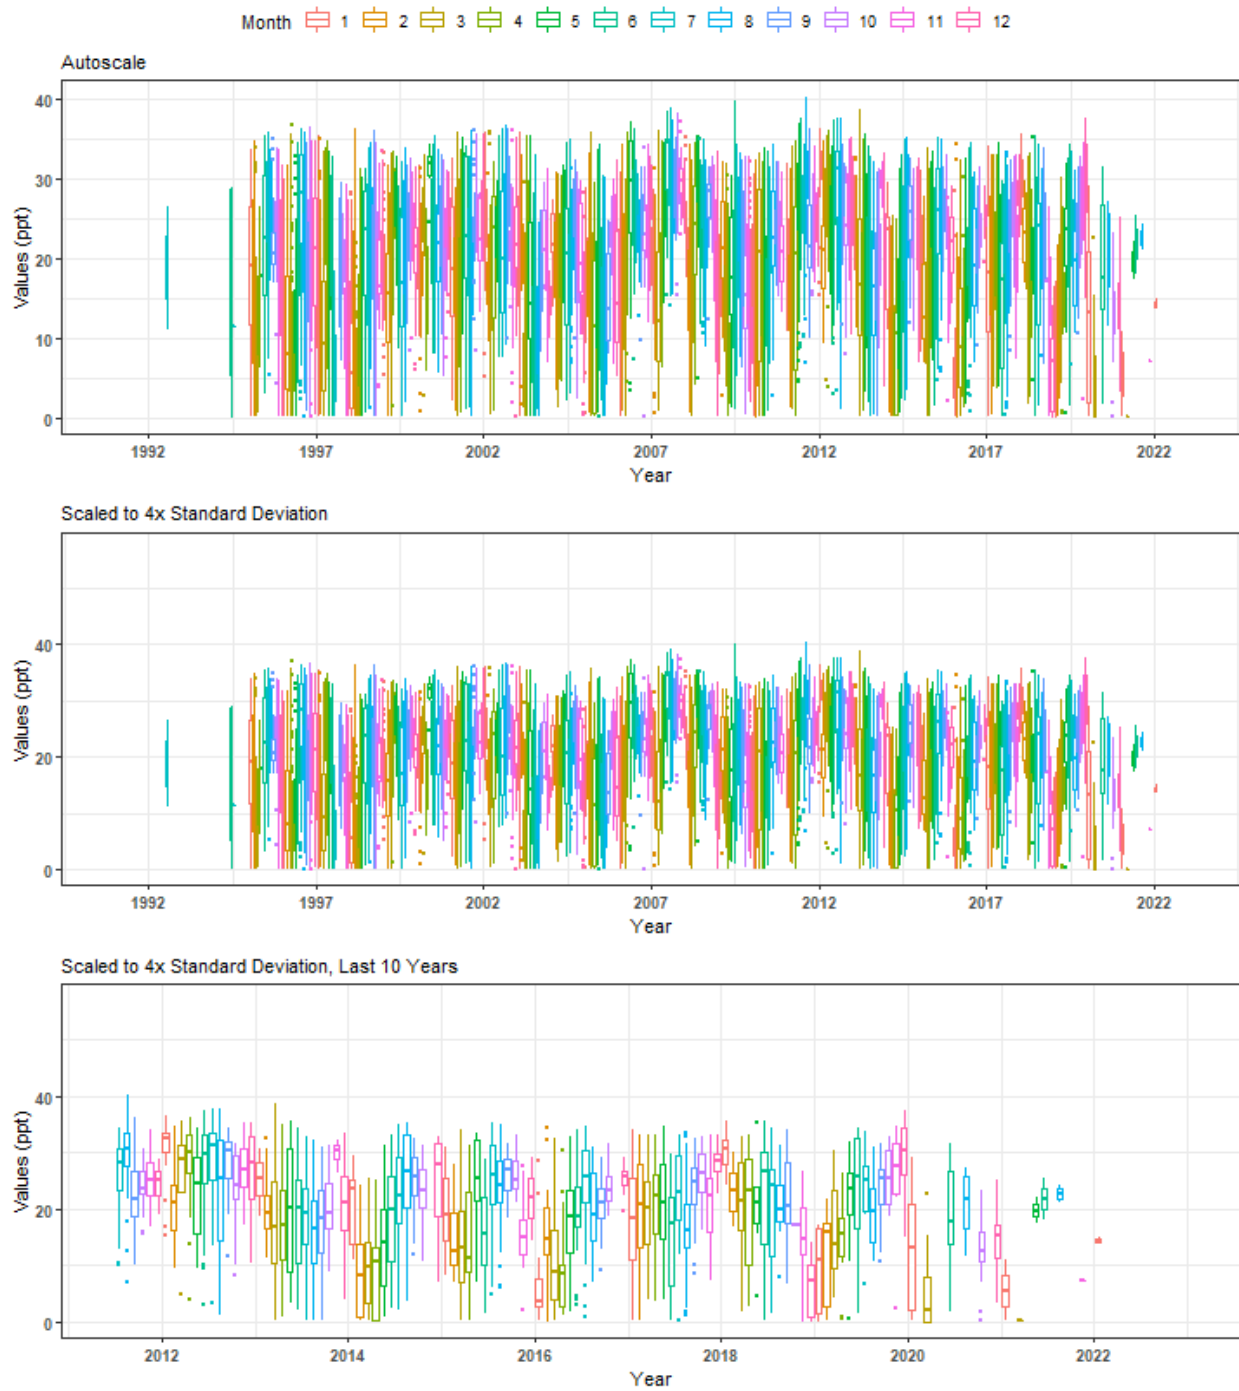 Month 1 2 3 4 5 6 7 8 9 10 11 12
Autoscale
40
30
20
10
0
Values (ppt)
1992 1997 2002 2007 2012 2017 2022
Year
Scaled to 4x Standard Deviation
40
20
0
Values (ppt)
1992 1997 2002 2007 2012 2017 2022
Year
Scaled to 4x Standard Deviation, Last 10 Years
40
20
0
Values (ppt)
2012 2014 2016 2018 2020 2022
Year